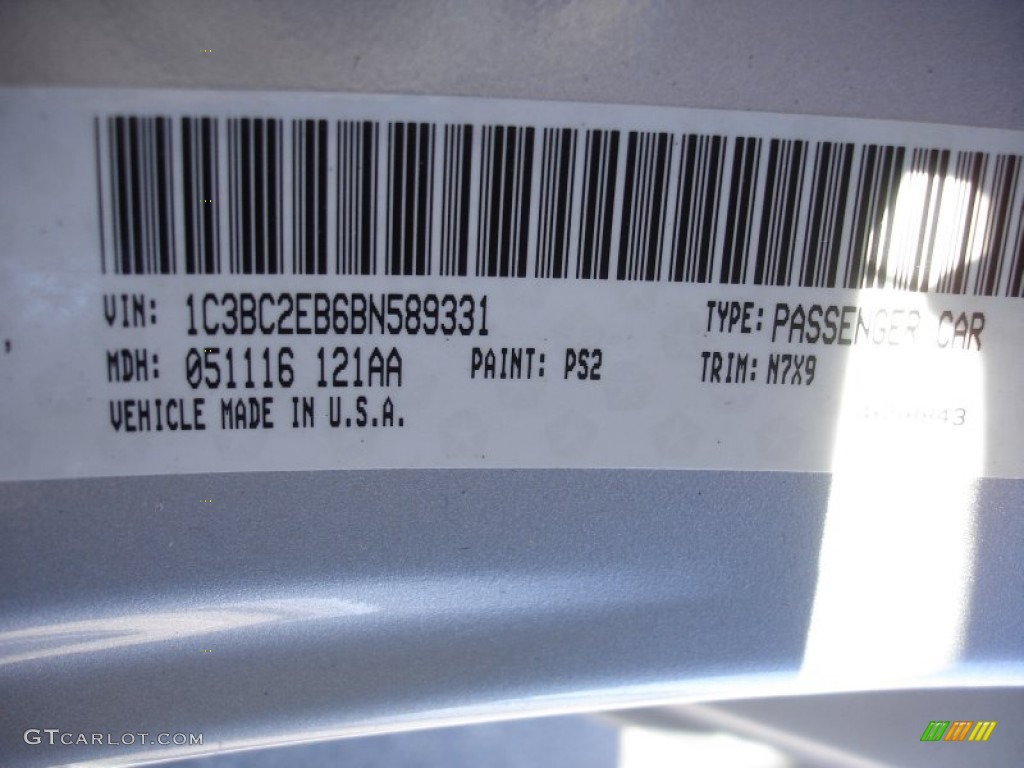 VIN: 1C3BC2EB6BN589331 TYPE: PASSENGER CAR
MDH: 051116 121AA PAINT: PS2 TRIM: N7X9
VEHICLE MADE IN U.S.A.
GTCARLOT.COM